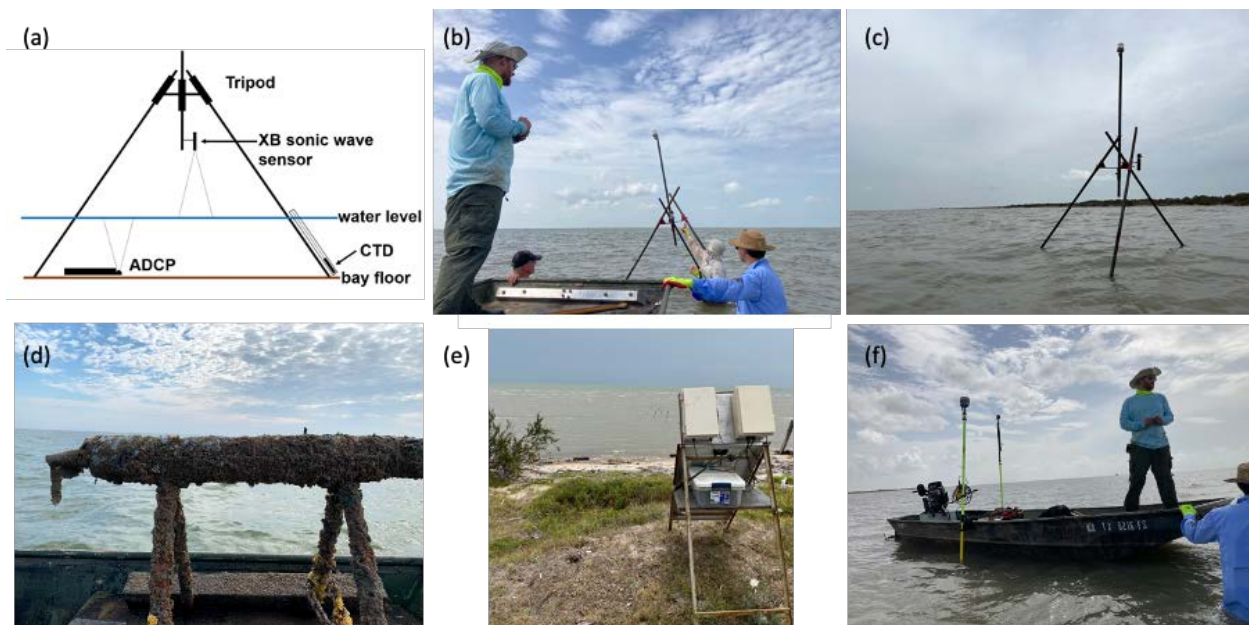 (a)
Tripod
XB sonic wave
sensor
water level
CTD
ADCP
bay floor
(b)
(c)
(d)
(e)
(f)